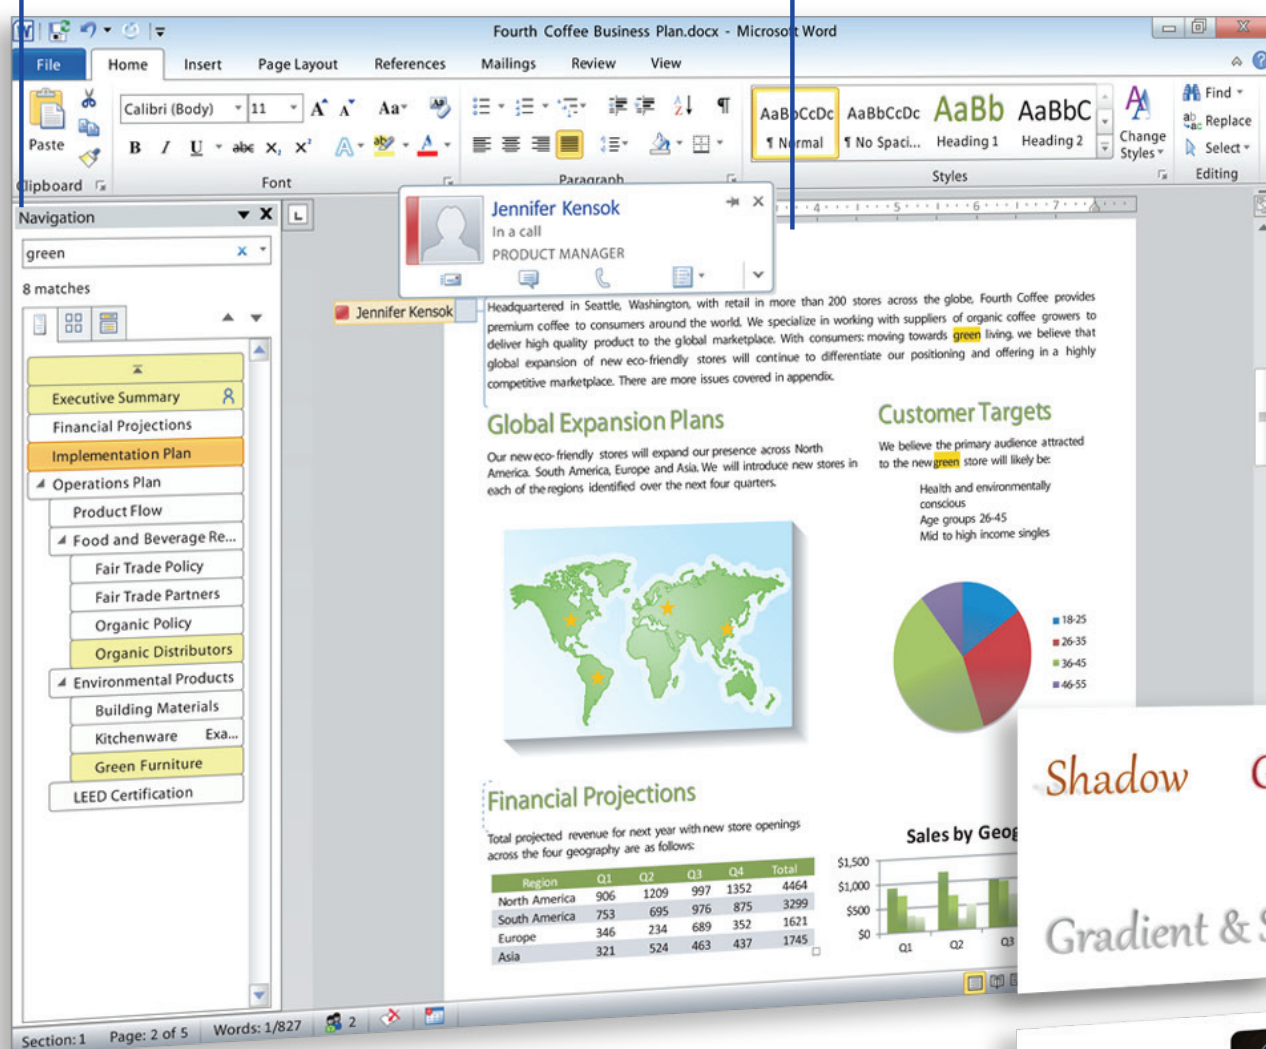 Fourth Coffee Business Plan.docx - Microsoft Word
File Home Insert Page Layout References Mailings Review View
Calibri (Body) 11 Aa
AaBbCcDc AaBbCcDc AaBb AaBbC
Find
Replace
Select
Paste
B I U abc x, x² A
¶ Normal ¶ No Spaci... Heading 1 Heading 2
Change
Styles
Clipboard Font Paragraph Styles Editing
Navigation
green
8 matches
Executive Summary
Financial Projections
Implementation Plan
Operations Plan
Product Flow
Food and Beverage Re...
Fair Trade Policy
Fair Trade Partners
Organic Policy
Organic Distributors
Environmental Products
Building Materials
Kitchenware Exa...
Green Furniture
LEED Certification
Jennifer Kensok
In a call
PRODUCT MANAGER
4 5 6 7
Jennifer Kensok
Headquartered in Seattle, Washington, with retail in more than 200 stores across the globe, Fourth Coffee provides
premium coffee to consumers around the world. We specialize in working with suppliers of organic coffee growers to
deliver high quality product to the global marketplace. With consumers: moving towards green living, we believe that
global expansion of new eco-friendly stores will continue to differentiate our positioning and offering in a highly
competitive marketplace. There are more issues covered in appendix.
Global Expansion Plans
Our new eco-friendly stores will expand our presence across North
America. South America, Europe and Asia. We will introduce new stores in
each of the regions identified over the next four quarters.
Customer Targets
We believe the primary audience attracted
to the new green store will likely be:
Health and environmentally
conscious
Age groups 26-45
Mid to high income singles
18-25
26-35
36-45
46-55
Financial Projections
Total projected revenue for next year with new store openings
across the four geography are as follows:
Region Q1 Q2 Q3 Q4 Total
North America 906 1209 997 1352 4464
South America 753 695 976 875 3299
Europe 346 234 689 352 1621
Asia 321 524 463 437 1745
Sales by Geog
$1,500
$1,000
$500
$0
Q1 Q2 Q3
Shadow G
Gradient & S
Section: 1 Page: 2 of 5 Words: 1/827 2